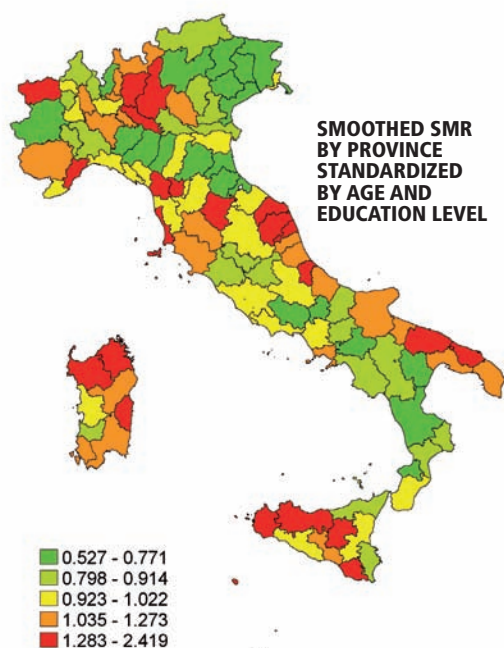 SMOOTHED SMR
BY PROVINCE
STANDARDIZED
BY AGE AND
EDUCATION LEVEL
0.527 - 0.771
0.798 - 0.914
0.923 - 1.022
1.035 - 1.273
1.283 - 2.419